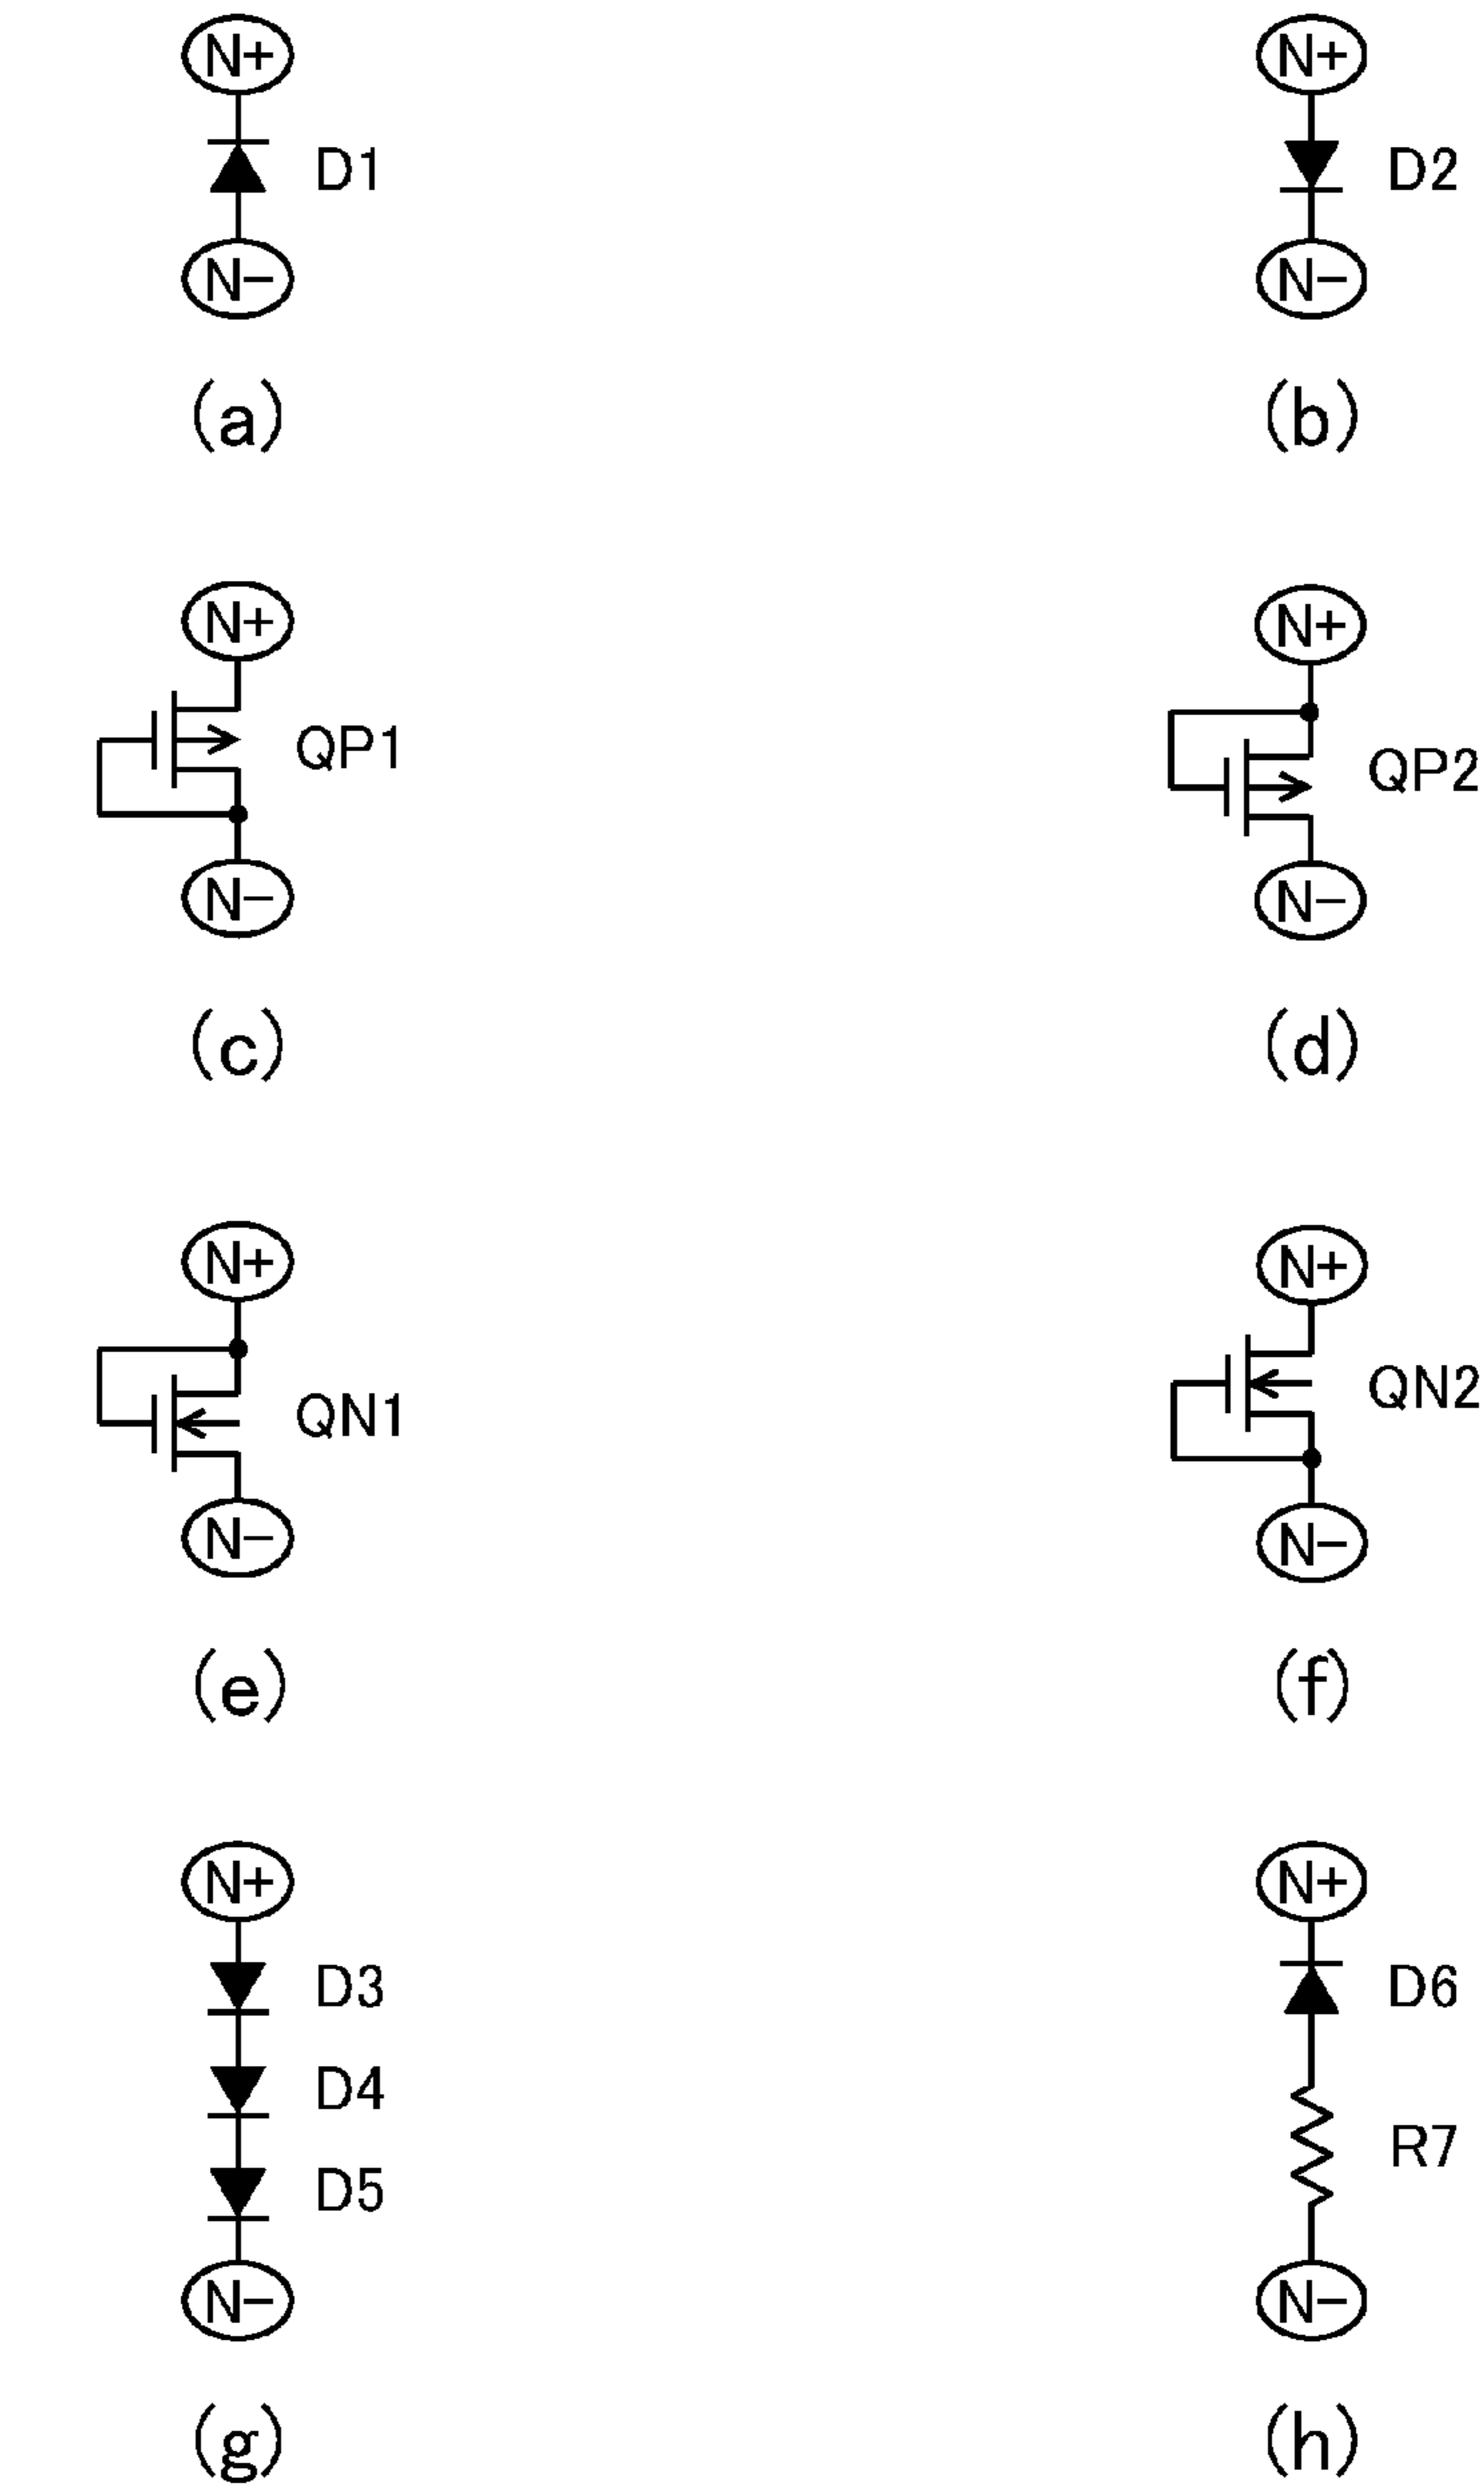 N+ N+
D1 D2
N− N−
(a) (b)
N+ N+
QP1 QP2
N− N−
(c) (d)
N+ N+
QN1 QN2
N− N−
(e) (f)
N+ N+
D3 D6
D4
R7
D5
N− N−
(g) (h)